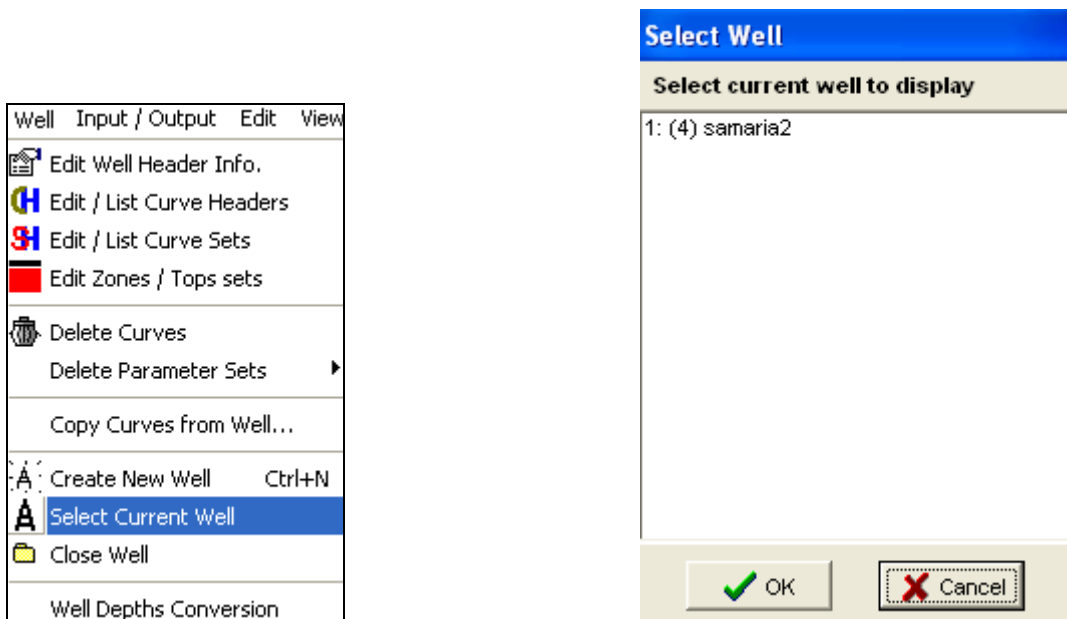 Well Input / Output Edit View
Edit Well Header Info.
Edit / List Curve Headers
Edit / List Curve Sets
Edit Zones / Tops sets
Delete Curves
Delete Parameter Sets
Copy Curves from Well...
Create New Well Ctrl+N
Select Current Well
Close Well
Well Depths Conversion
Select Well
Select current well to display
1: (4) samaria2
OK Cancel